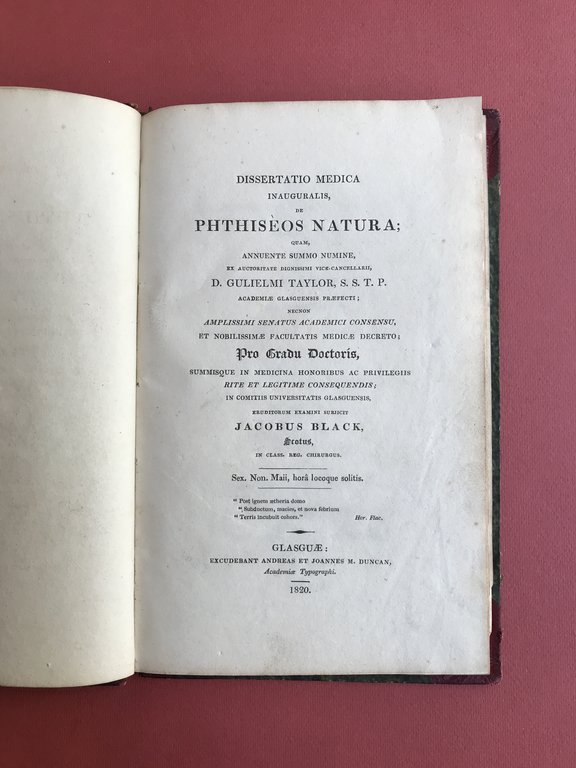 DISSERTATIO MEDICA
INAUGURALIS,
DE
PHTHISÈOS NATURA;
QUAM,
ANNUENTE SUMMO NUMINE,
EX AUCTORITATE DIGNISSIMI VICE-CANCELLARII,
D. GULIELMI TAYLOR, S. S. T. P.
ACADEMIÆ GLASGUENSIS PRÆFECTI;
NECNON
AMPLISSIMI SENATUS ACADEMICI CONSENSU,
ET NOBILISSIMÆ FACULTATIS MEDICÆ DECRETO;
Pro Gradu Doctoris,
SUMMISQUE IN MEDICINA HONORIBUS AC PRIVILEGIIS
RITE ET LEGITIME CONSEQUENDIS;
IN COMITIIS UNIVERSITATIS GLASGUENSIS,
ERUDITORUM EXAMINI SUBJICIT
JACOBUS BLACK,
Scotus,
IN CLASS. REG. CHIRURGUS.
Sex. Non. Maii, horâ locoque solitis.
"Post ignem ætheria domo
"Subductum, macies, et nova febrium
"Terris incubuit cohors." Hor. Flac.
GLASGUÆ:
EXCUDEBANT ANDREAS ET JOANNES M. DUNCAN,
Academiæ Typographi.
1820.